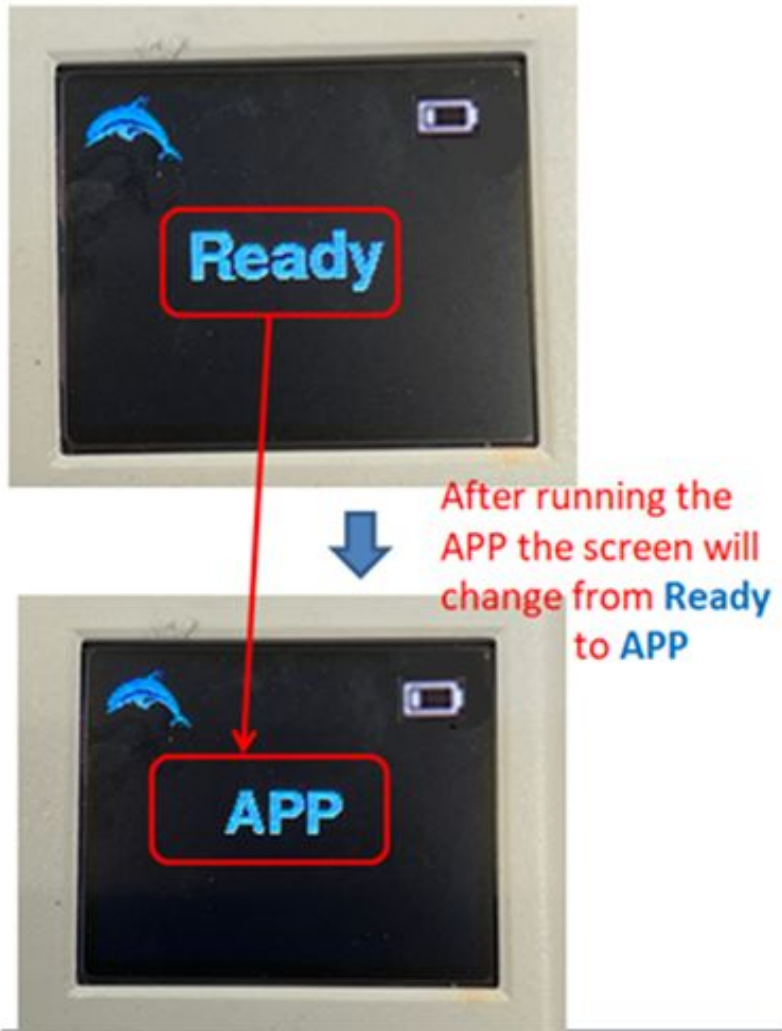 Ready
After running the
APP the screen will
change from Ready
to APP
APP